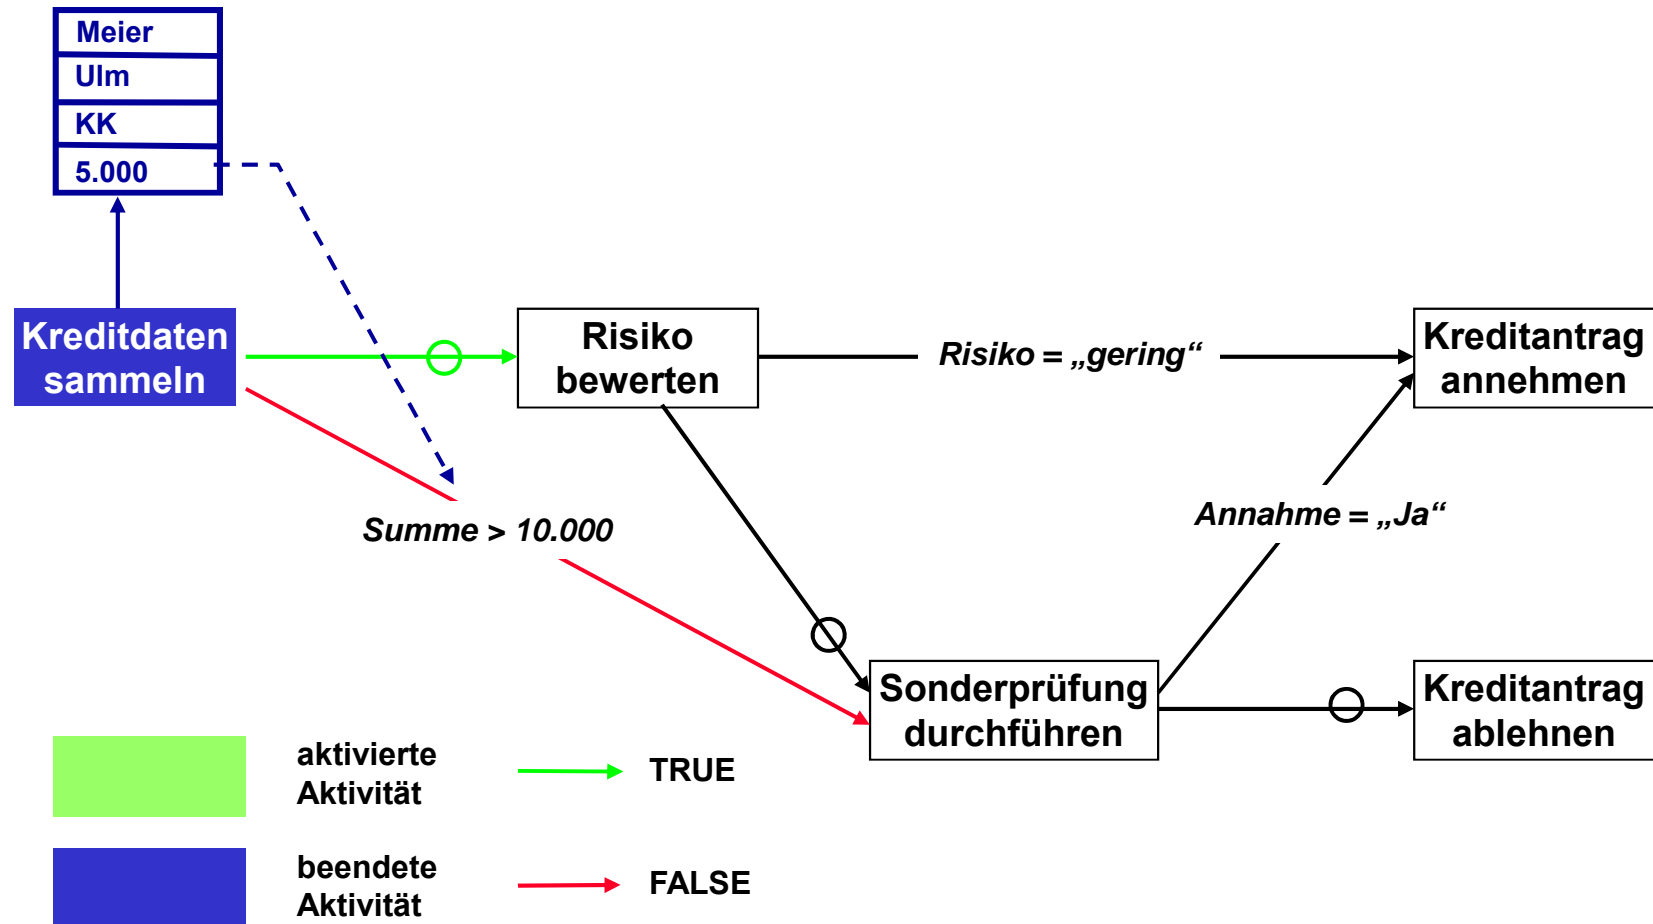 Meier
Ulm
KK
5.000
Kreditdaten
sammeln
Risiko
bewerten
Risiko = „gering“
Kreditantrag
annehmen
Summe > 10.000
Annahme = „Ja“
Sonderprüfung
durchführen
Kreditantrag
ablehnen
aktivierte
Aktivität
TRUE
beendete
Aktivität
FALSE